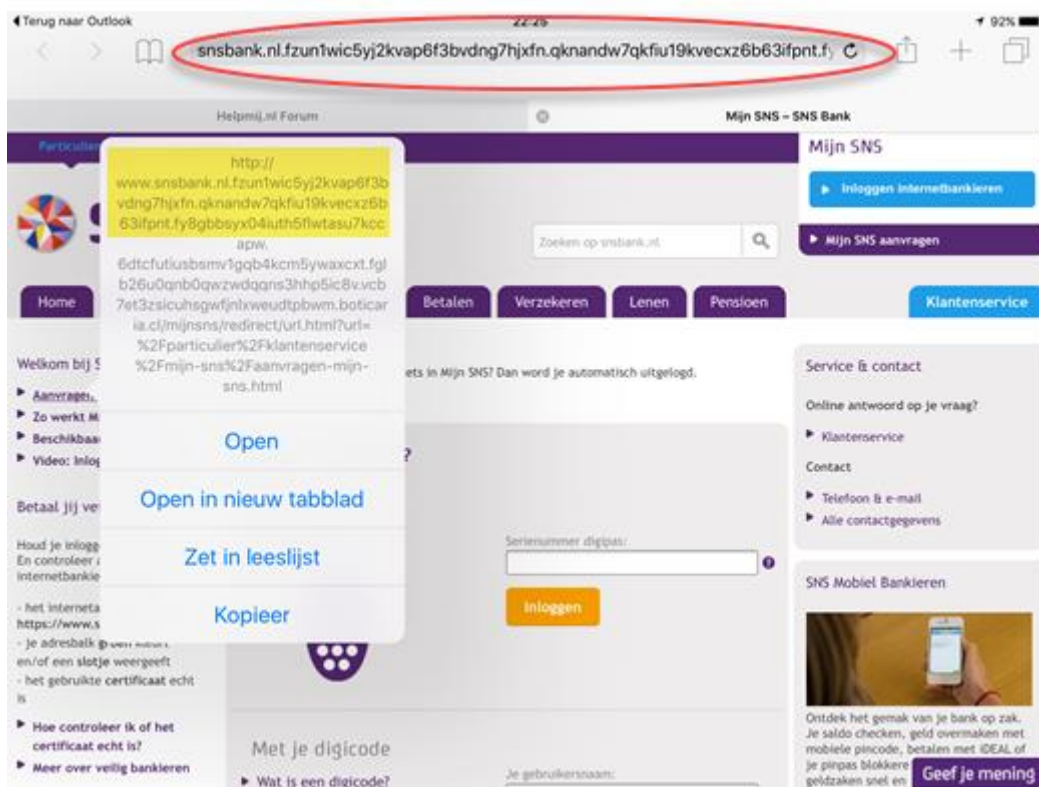 Terug naar Outlook
22:26
92%
snsbank.nl.fzun1wic5yj2kvap6f3bvdng7hjxfn.qknandw7qkfiu19kvecxz6b63ifpnt.fy
Helpmij.nl Forum
Mijn SNS – SNS Bank
Particulier
http://
www.snsbank.nl.fzun1wic5yj2kvap6f3b
vdng7hjxfn.qknandw7qkfiu19kvecxz6b
63ifpnt.fy8gbbsyx04iuth5flwtasu7kcc
apw.
6dtcfutiusbsmv1gqb4kcm5ywaxcxt.fgl
b26u0qnb0qwzwdqqns3hhp5ic8v.vcb
7et3zsicuhsgwfjnlxweudtpbwm.boticar
ia.cl/mijnsns/redirect/url.html?url=
%2Fparticulier%2Fklantenservice
%2Fmijn-sns%2Faanvragen-mijn-
sns.html
Open
Open in nieuw tabblad
Zet in leeslijst
Kopieer
Mijn SNS
Inloggen internetbankieren
Mijn SNS aanvragen
S
Zoeken op snsbank.nl
Home
Betalen
Verzekeren
Lenen
Pensioen
Klantenservice
Welkom bij S
Aanvragen,
Zo werkt M
Beschikbaa
Video: Inlog
Betaal jij ve
Houd je inlogg
En controleer a
internetbankie
- het interneta
https://www.s
- je adresbalk groen kleurt
en/of een slotje weergeeft
- het gebruikte certificaat echt
is
Hoe controleer ik of het
certificaat echt is?
Meer over veilig bankieren
ets in Mijn SNS? Dan word je automatisch uitgelogd.
?
Serienummer digipas:
Inloggen
Met je digicode
Wat is een digicode?
Je gebruikersnaam:
Service & contact
Online antwoord op je vraag?
Klantenservice
Contact
Telefoon & e-mail
Alle contactgegevens
SNS Mobiel Bankieren
Ontdek het gemak van je bank op zak.
Je saldo checken, geld overmaken met
mobiele pincode, betalen met iDEAL of
je pinpas blokkere
geldzaken snel en
Geef je mening